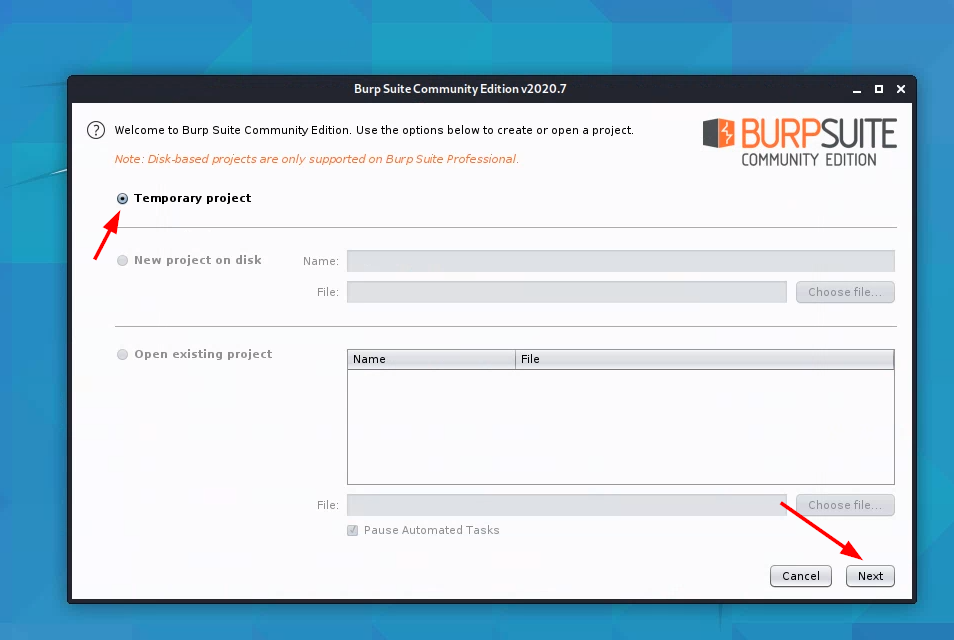 Burp Suite Community Edition v2020.7
? Welcome to Burp Suite Community Edition. Use the options below to create or open a project.
Note: Disk-based projects are only supported on Burp Suite Professional.
BURPSUITE
COMMUNITY EDITION
Temporary project
New project on disk Name:
File: Choose file...
Open existing project
Name File
File: Choose file...
Pause Automated Tasks
Cancel Next